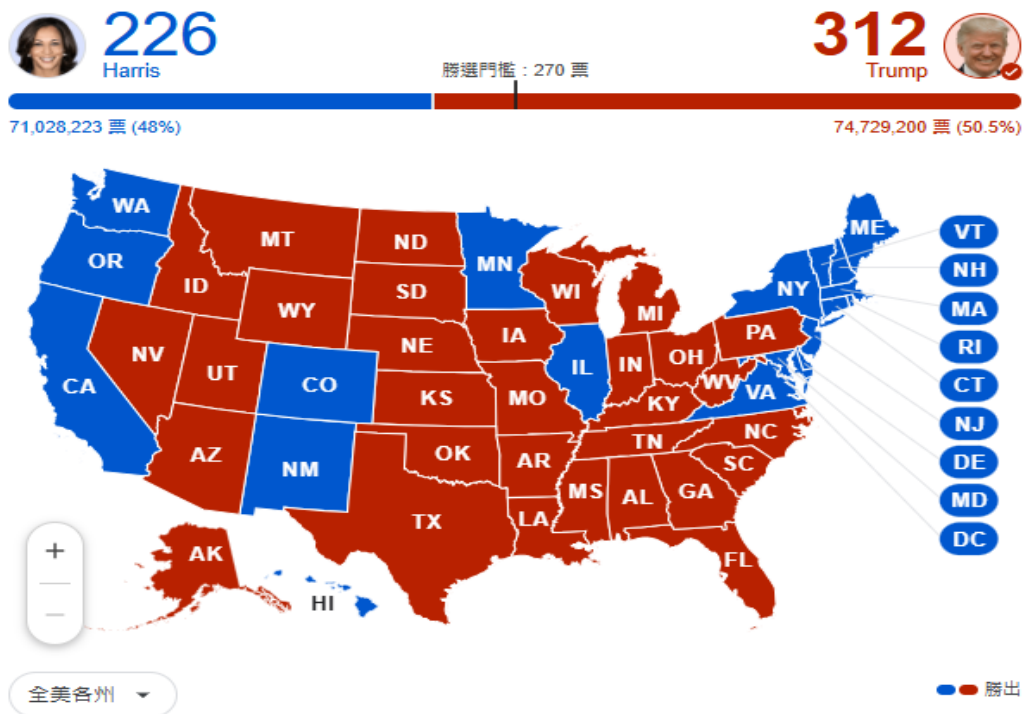 226
Harris
312
Trump
勝選門檻：270 票
71,028,223 票 (48%)
74,729,200 票 (50.5%)
WA
OR
CA
NV
ID
MT
WY
UT
AZ
CO
NM
ND
SD
NE
KS
OK
TX
MN
IA
MO
AR
LA
WI
IL
MI
IN
OH
KY
TN
MS
AL
GA
FL
SC
NC
VA
WV
PA
NY
ME
VT
NH
MA
RI
CT
NJ
DE
MD
DC
AK
HI
+
−
全美各州
勝出